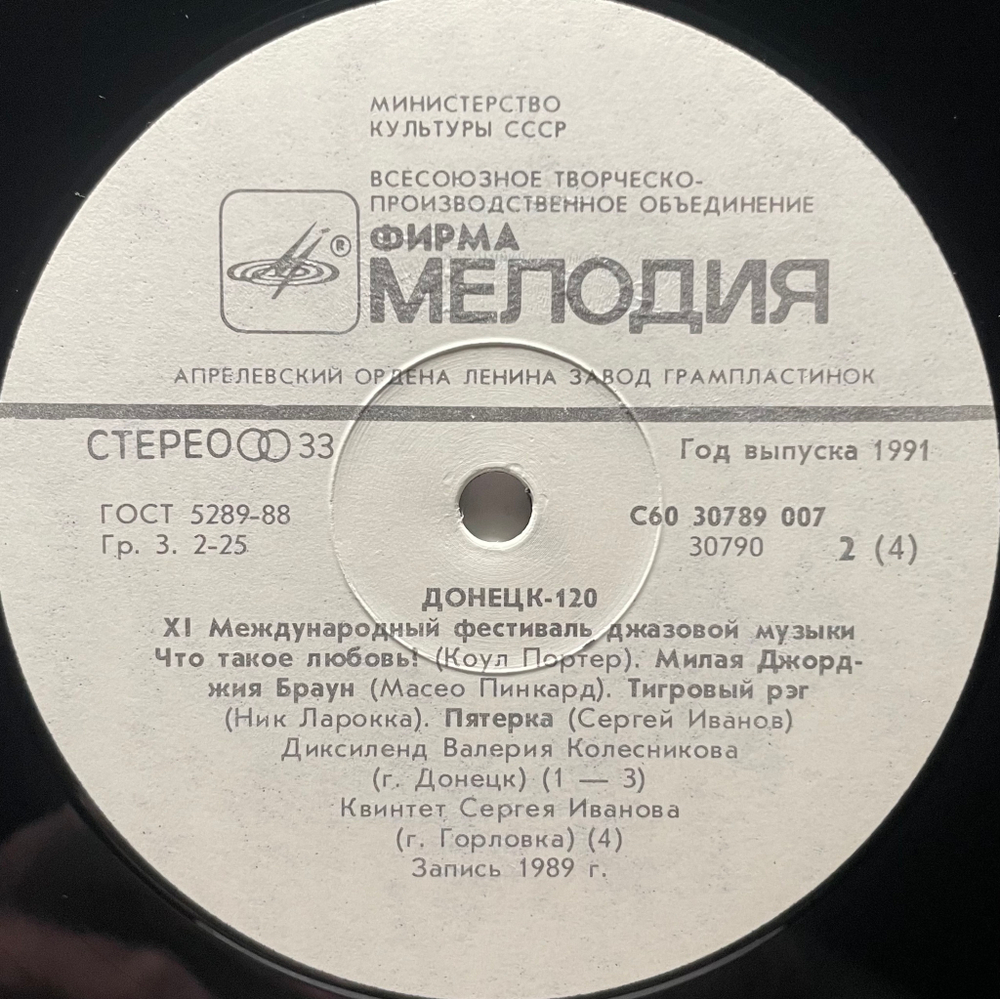 МИНИСТЕРСТВО
КУЛЬТУРЫ СССР
ВСЕСОЮЗНОЕ ТВОРЧЕСКО-
ПРОИЗВОДСТВЕННОЕ ОБЪЕДИНЕНИЕ
®
ФИРМА
МЕЛОДИЯ
АПРЕЛЕВСКИЙ ОРДЕНА ЛЕНИНА ЗАВОД ГРАМПЛАСТИНОК
СТЕРЕО 33
Год выпуска 1991
ГОСТ 5289-88
Гр. 3. 2-25
С60 30789 007
30790 2 (4)
ДОНЕЦК-120
XI Международный фестиваль джазовой музыки
Что такое любовь! (Коул Портер). Милая Джорд-
жия Браун (Масео Пинкард). Тигровый рэг
(Ник Ларокка). Пятерка (Сергей Иванов)
Диксиленд Валерия Колесникова
(г. Донецк) (1 — 3)
Квинтет Сергея Иванова
(г. Горловка) (4)
Запись 1989 г.